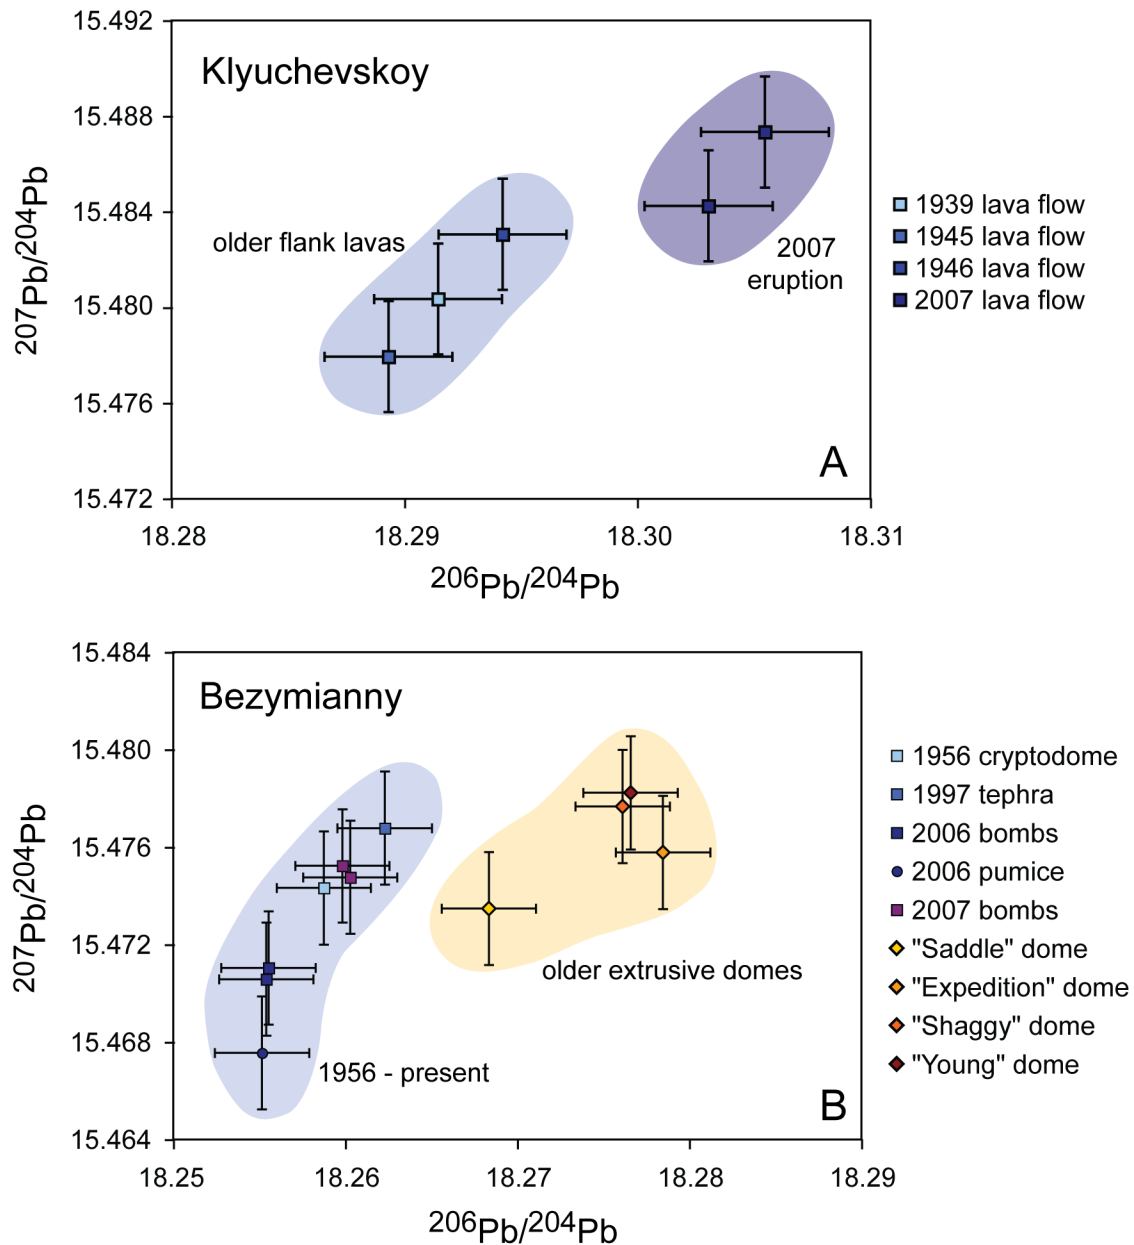 15.492
15.488
15.484
15.480
15.476
15.472
207Pb/204Pb
Klyuchevskoy
older flank lavas
2007
eruption
A
1939 lava flow
1945 lava flow
1946 lava flow
2007 lava flow
18.28 18.29 18.30 18.31
206Pb/204Pb
15.484
15.480
15.476
15.472
15.468
15.464
207Pb/204Pb
Bezymianny
older extrusive domes
1956 - present
B
1956 cryptodome
1997 tephra
2006 bombs
2006 pumice
2007 bombs
"Saddle" dome
"Expedition" dome
"Shaggy" dome
"Young" dome
18.25 18.26 18.27 18.28 18.29
206Pb/204Pb